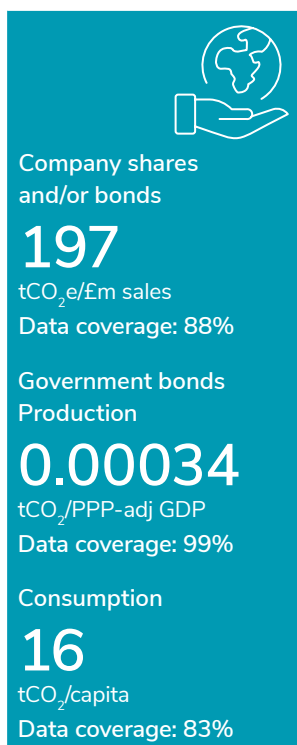 Company shares
and/or bonds
197
tCO₂e/£m sales
Data coverage: 88%
Government bonds
Production
0.00034
tCO₂/PPP-adj GDP
Data coverage: 99%
Consumption
16
tCO₂/capita
Data coverage: 83%